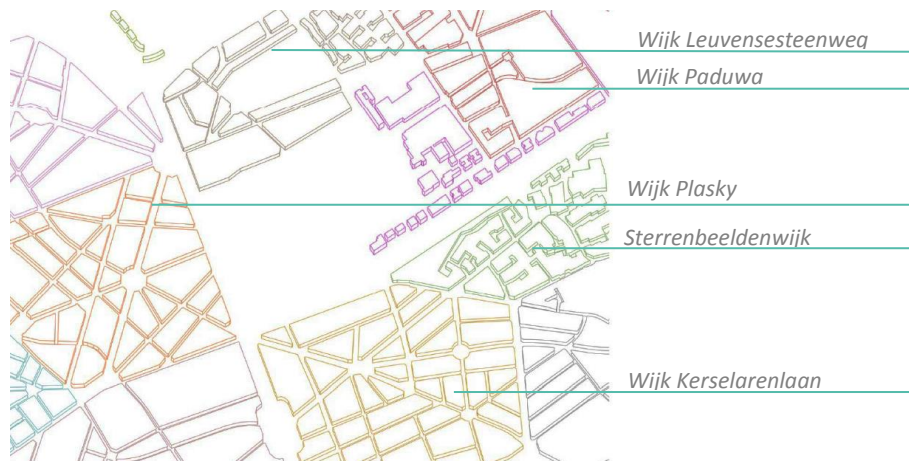 Wijk Leuvensesteenweg
Wijk Paduwa
Wijk Plasky
Sterrenbeeldenwijk
Wijk Kerselarenlaan